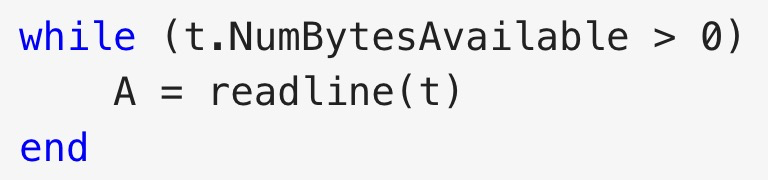 while (t.NumBytesAvailable > 0)
    A = readline(t)
end